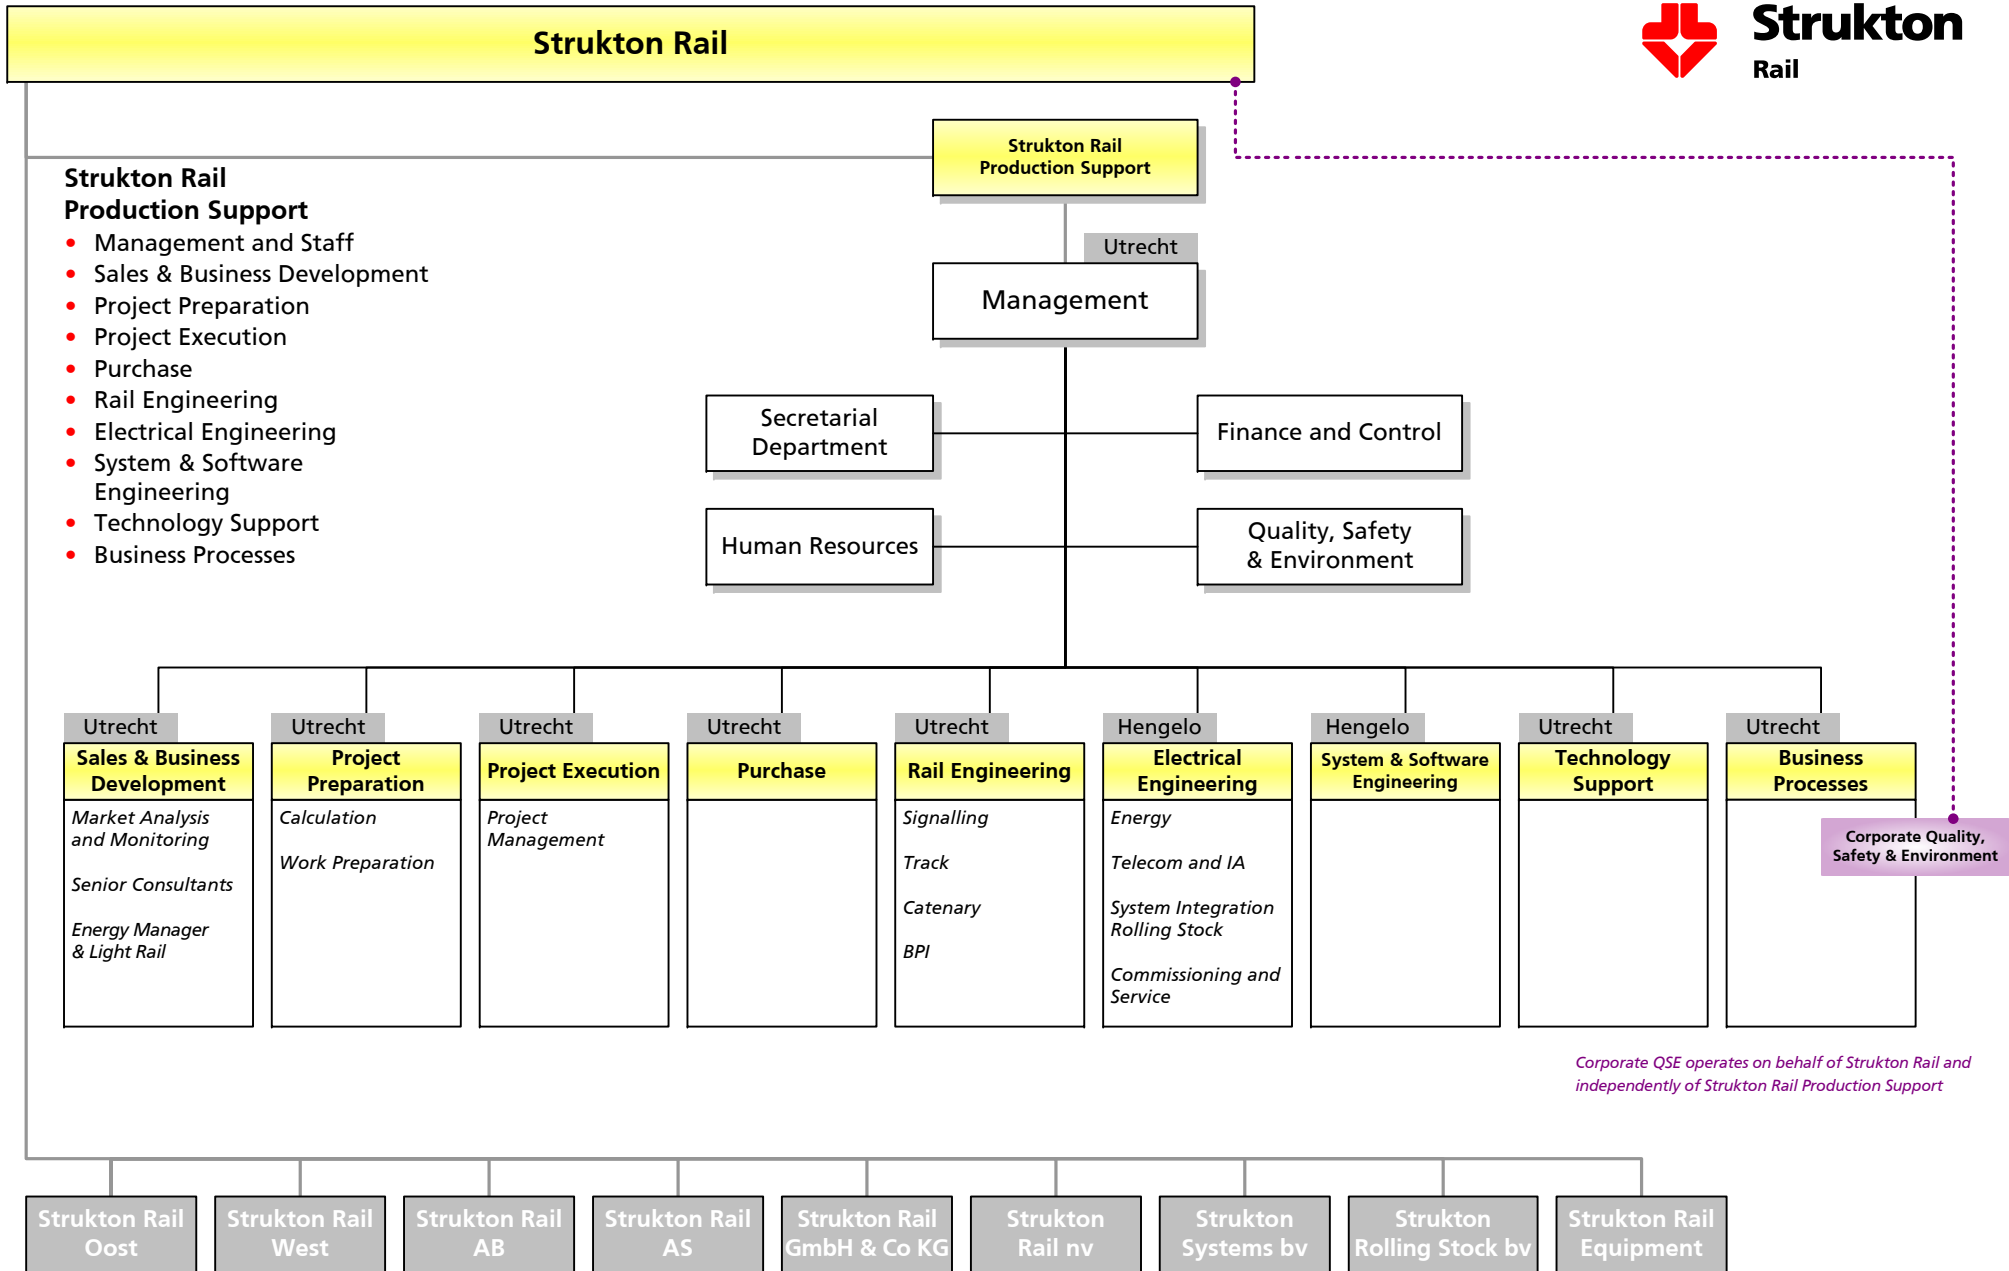 Strukton Rail
Strukton
Rail
Strukton Rail
Production Support
Strukton Rail
Production Support
• Management and Staff
• Sales & Business Development
• Project Preparation
• Project Execution
• Purchase
• Rail Engineering
• Electrical Engineering
• System & Software
Engineering
• Technology Support
• Business Processes
Utrecht
Management
Secretarial
Department
Finance and Control
Human Resources
Quality, Safety
& Environment
Utrecht
Sales & Business
Development
Market Analysis
and Monitoring
Senior Consultants
Energy Manager
& Light Rail
Utrecht
Project
Preparation
Calculation
Work Preparation
Utrecht
Project Execution
Project
Management
Utrecht
Purchase
Utrecht
Rail Engineering
Signalling
Track
Catenary
BPI
Hengelo
Electrical
Engineering
Energy
Telecom and IA
System Integration
Rolling Stock
Commissioning and
Service
Hengelo
System & Software
Engineering
Utrecht
Technology
Support
Utrecht
Business
Processes
Corporate Quality,
Safety & Environment
Corporate QSE operates on behalf of Strukton Rail and
independently of Strukton Rail Production Support
Strukton Rail
Oost
Strukton Rail
West
Strukton Rail
AB
Strukton Rail
AS
Strukton Rail
GmbH & Co KG
Strukton
Rail nv
Strukton
Systems bv
Strukton
Rolling Stock bv
Strukton Rail
Equipment